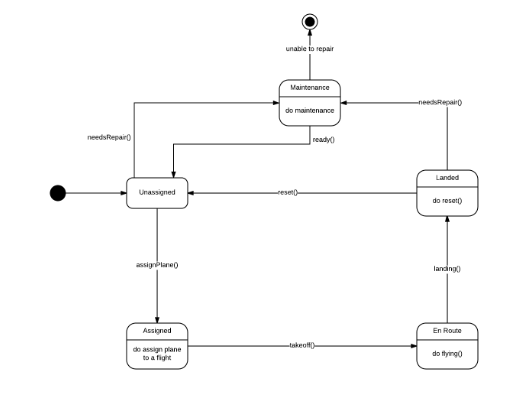 unable to repair
Maintenance
do maintenance
needsRepair()
needsRepair()
ready()
Unassigned
reset()
Landed
do reset()
assignPlane()
landing()
Assigned
do assign plane
to a flight
takeoff()
En Route
do flying()